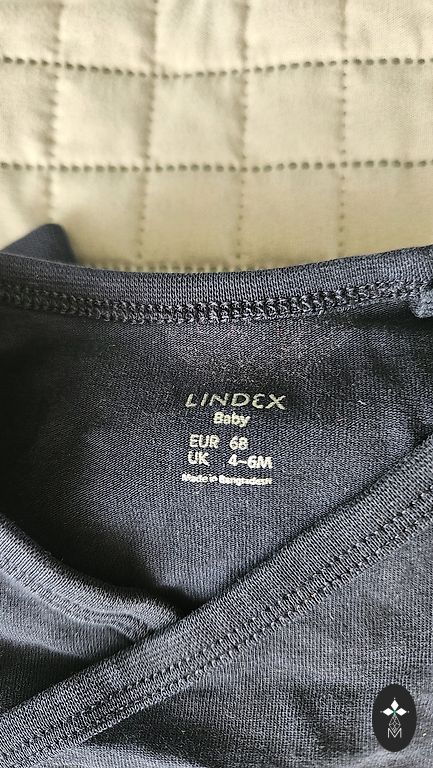 LINDEX
Baby
EUR 68
UK 4-6M
Made in Bangladesh